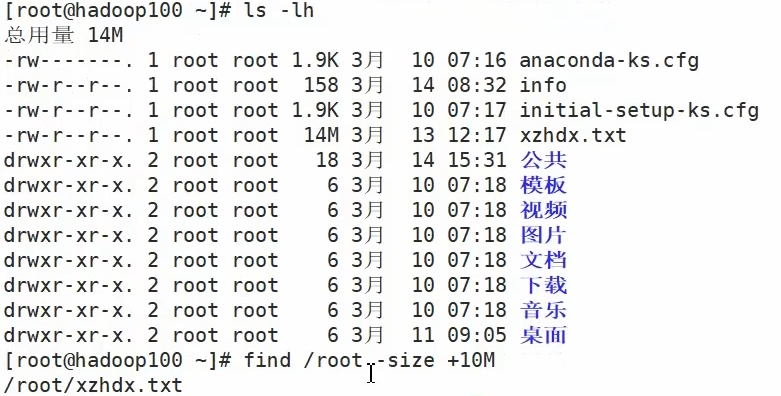 [root@hadoop100 ~]# ls -lh
总用量 14M
-rw-------. 1 root root 1.9K 3月  10 07:16 anaconda-ks.cfg
-rw-r--r--. 1 root root  158 3月  14 08:32 info
-rw-r--r--. 1 root root 1.9K 3月  10 07:17 initial-setup-ks.cfg
-rw-r--r--. 1 root root  14M 3月  13 12:17 xzhdx.txt
drwxr-xr-x. 2 root root   18 3月  14 15:31 公共
drwxr-xr-x. 2 root root    6 3月  10 07:18 模板
drwxr-xr-x. 2 root root    6 3月  10 07:18 视频
drwxr-xr-x. 2 root root    6 3月  10 07:18 图片
drwxr-xr-x. 2 root root    6 3月  10 07:18 文档
drwxr-xr-x. 2 root root    6 3月  10 07:18 下载
drwxr-xr-x. 2 root root    6 3月  10 07:18 音乐
drwxr-xr-x. 2 root root    6 3月  11 09:05 桌面
[root@hadoop100 ~]# find /root -size +10M
/root/xzhdx.txt